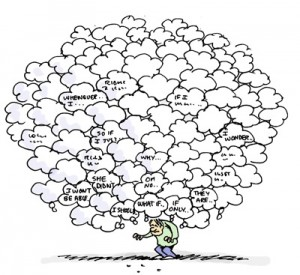 RIGHT
WHENEVER..
I...
IF I
SO IF
I JUST
I
WONDER..
WHY...
SHE
DIDN'T
OH
NO..
I WON'T
BE ABLE
WHAT IF..
IF
ONLY..
THEY
ARE..
I SHOULD